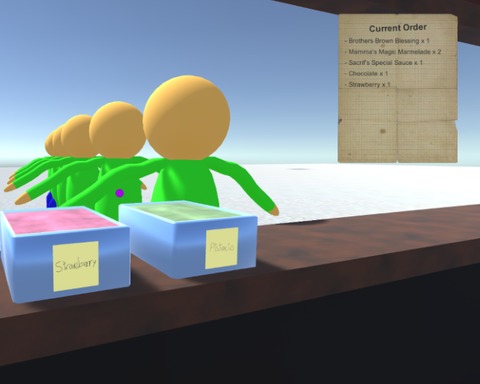 Current Order
- Brothers Brown Blessing x 1
- Mamma's Magic Marmelade x 2
- Sacrif's Special Sauce x 1
- Chocolate x 1
- Strawberry x 1
Strawberry
Pistacio